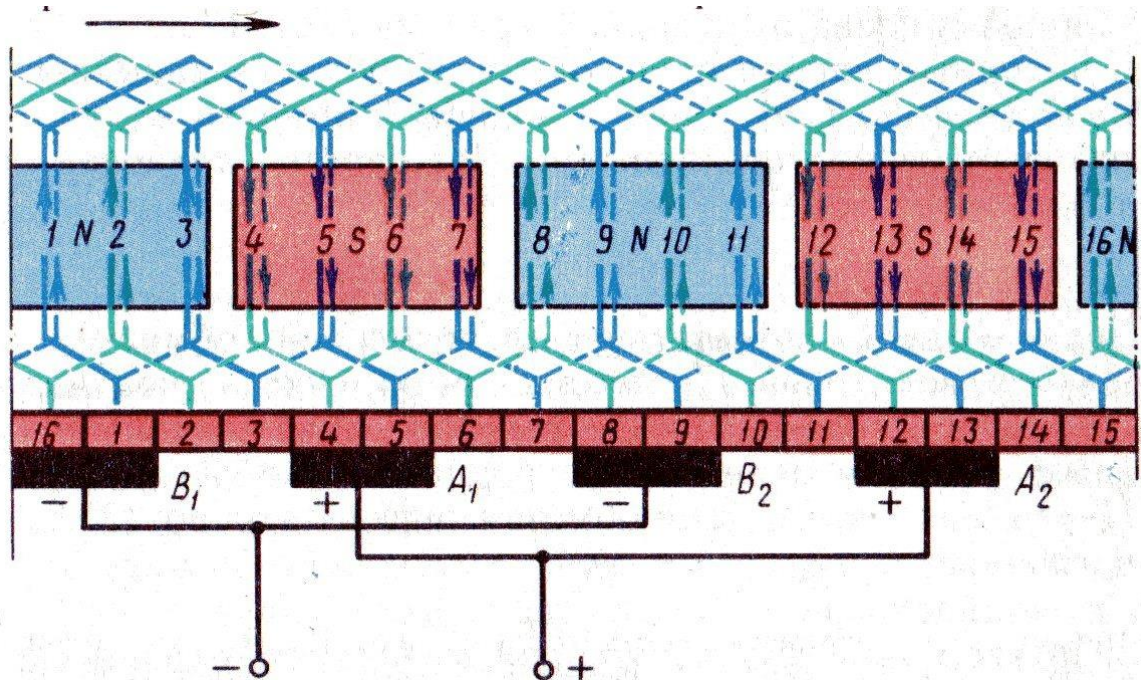 1 N 2 3 4 5 S 6 7 8 9 N 10 11 12 13 S 14 15 16 N
16 1 2 3 4 5 6 7 8 9 10 11 12 13 14 15
− B₁ + A₁ − B₂ + A₂
− +